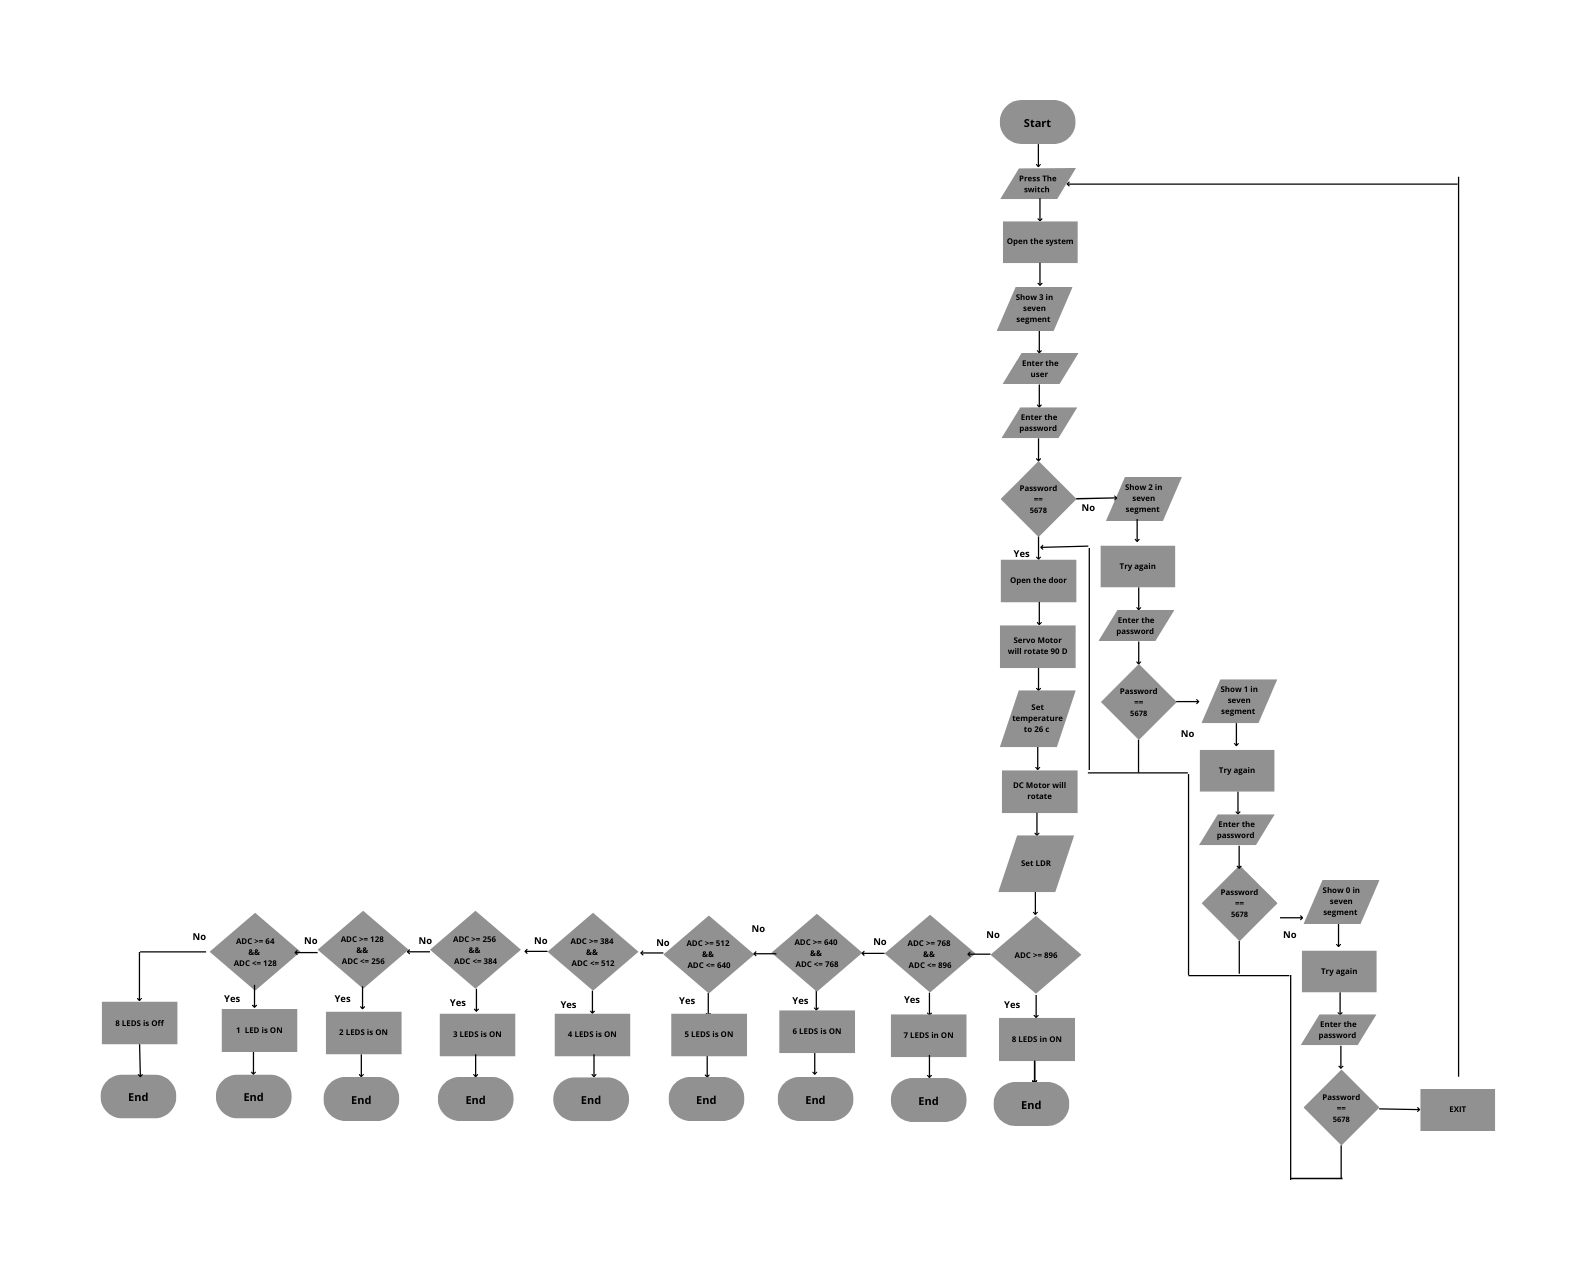 Start
Press The
switch
Open the system
Show 3 in
seven
segment
Enter the
user
Enter the
password
Password
==
5678
No
Show 2 in
seven
segment
Yes
Open the door
Try again
Servo Motor
will rotate 90 D
Enter the
password
Set
temperature
to 26 c
Password
==
5678
No
Show 1 in
seven
segment
DC Motor will
rotate
Try again
Set LDR
Enter the
password
Password
==
5678
No
Show 0 in
seven
segment
Try again
Enter the
password
Password
==
5678
EXIT
ADC >= 896
No
ADC >= 768
&&
ADC <= 896
No
ADC >= 640
&&
ADC <= 768
No
ADC >= 512
&&
ADC <= 640
No
ADC >= 384
&&
ADC <= 512
No
ADC >= 256
&&
ADC <= 384
No
ADC >= 128
&&
ADC <= 256
No
ADC >= 64
&&
ADC <= 128
No
Yes
Yes
Yes
Yes
Yes
Yes
Yes
Yes
8 LEDS is Off
1 LED is ON
2 LEDS is ON
3 LEDS is ON
4 LEDS is ON
5 LEDS is ON
6 LEDS is ON
7 LEDS in ON
8 LEDS in ON
End
End
End
End
End
End
End
End
End